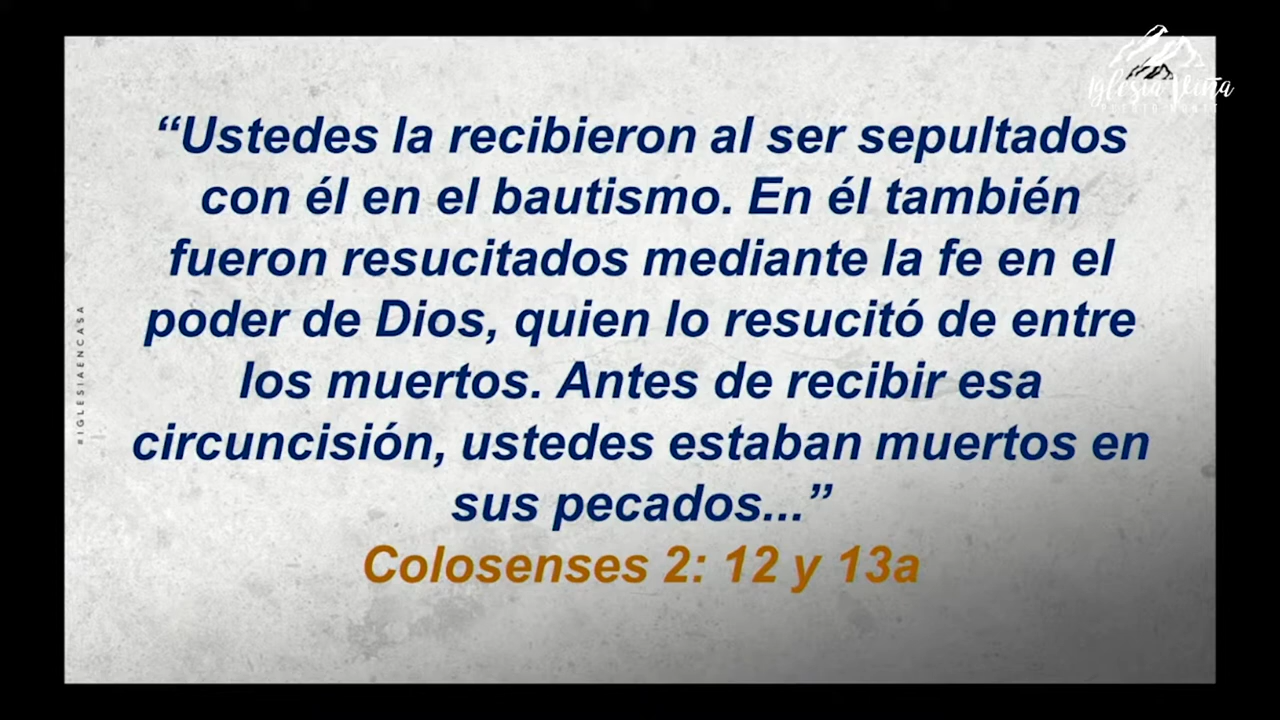 Iglesia Viña
“Ustedes la recibieron al ser sepultados
con él en el bautismo. En él también
fueron resucitados mediante la fe en el
poder de Dios, quien lo resucitó de entre
los muertos. Antes de recibir esa
circuncisión, ustedes estaban muertos en
sus pecados...”
Colosenses 2: 12 y 13a
#IGLESIAENCASA